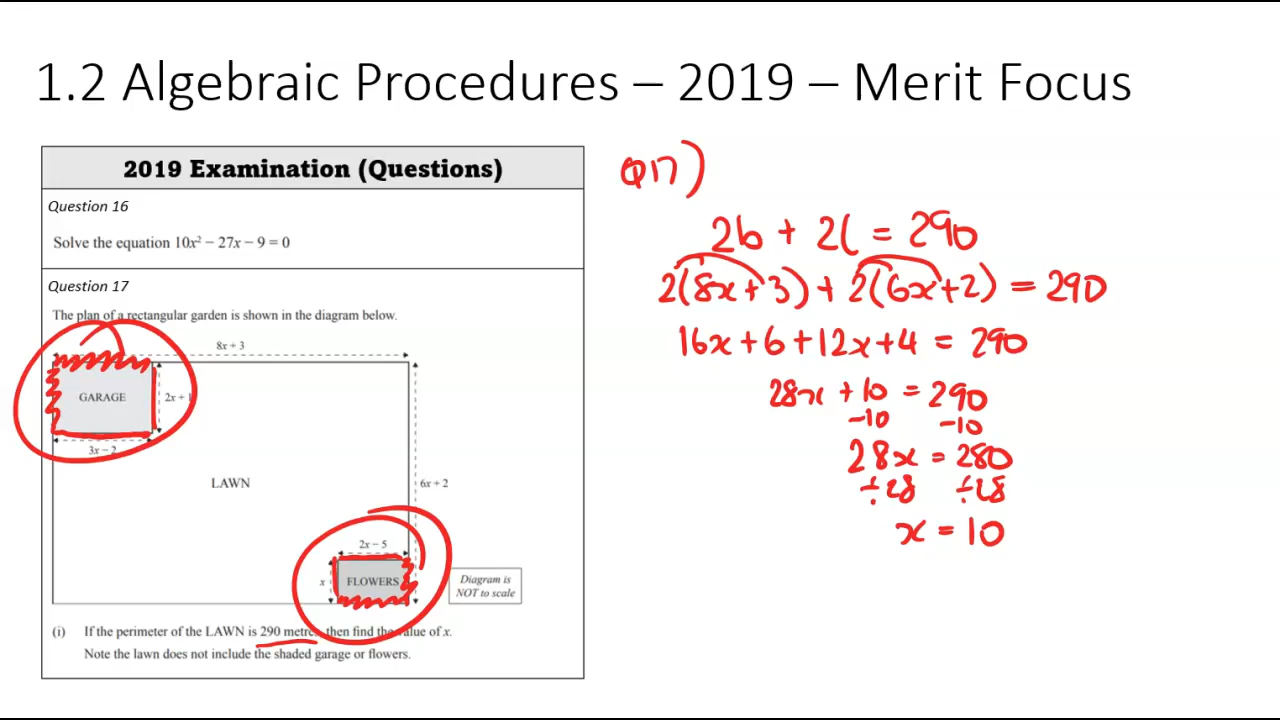 1.2 Algebraic Procedures – 2019 – Merit Focus
2019 Examination (Questions)
Question 16
Solve the equation 10x² – 27x – 9 = 0
Question 17
The plan of a rectangular garden is shown in the diagram below.
8x + 3
GARAGE
2x + 1
3x – 2
LAWN
6x + 2
2x – 5
x
FLOWERS
Diagram is
NOT to scale
(i) If the perimeter of the LAWN is 290 metres, then find the value of x.
Note the lawn does not include the shaded garage or flowers.
Q17)
2b + 2l = 290
2(8x+3) + 2(6x+2) = 290
16x + 6 + 12x + 4 = 290
28x + 10 = 290
-10 -10
28x = 280
÷28 ÷28
x = 10